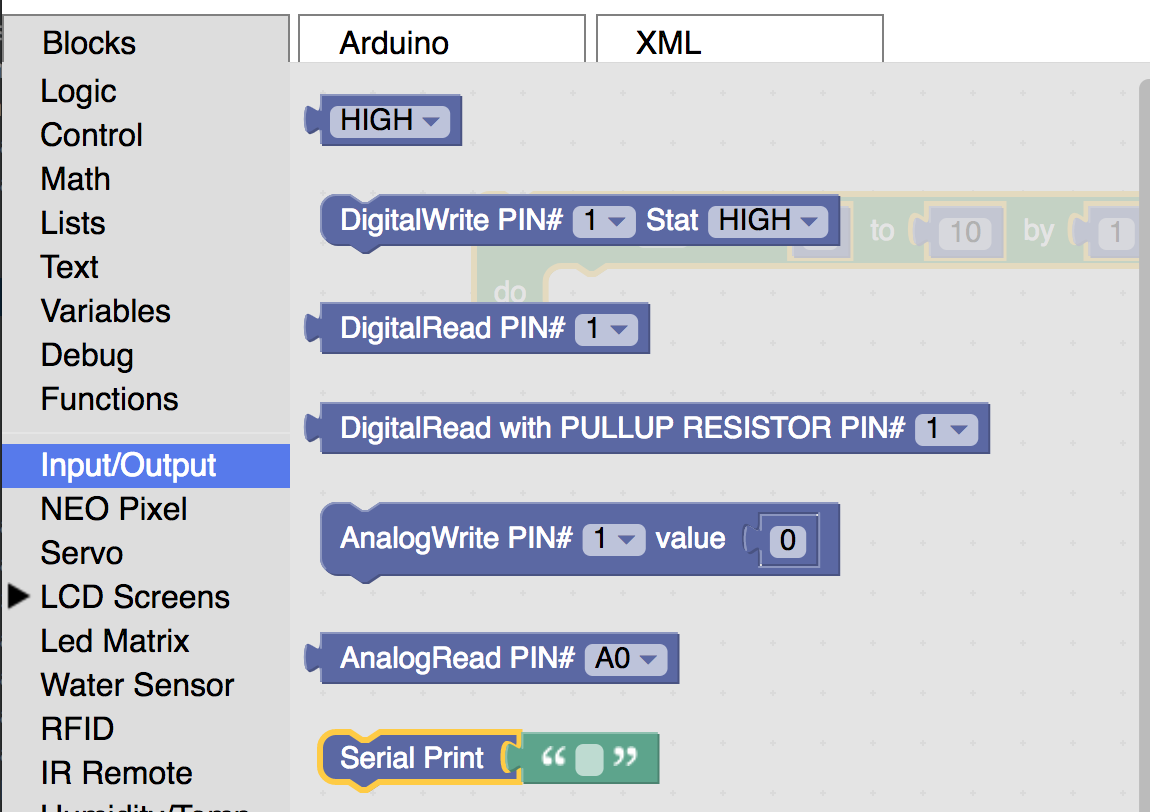 Blocks
Arduino
XML
Logic
Control
Math
Lists
Text
Variables
Debug
Functions
Input/Output
NEO Pixel
Servo
LCD Screens
Led Matrix
Water Sensor
RFID
IR Remote
Humidity/Temp
HIGH
DigitalWrite PIN# 1 Stat HIGH
to 10 by 1
do
DigitalRead PIN# 1
DigitalRead with PULLUP RESISTOR PIN# 1
AnalogWrite PIN# 1 value 0
AnalogRead PIN# A0
Serial Print “ ”